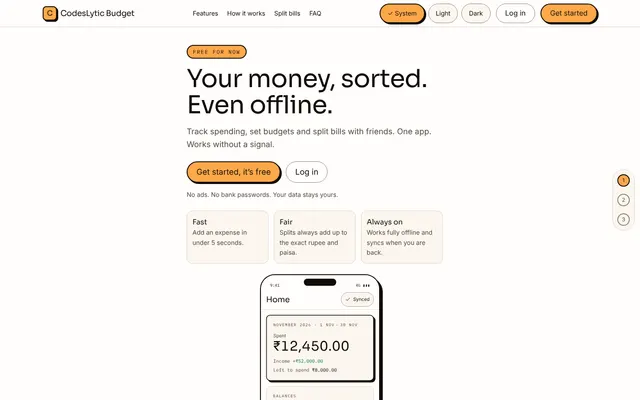 C CodesLytic Budget
Features How it works Split bills FAQ
✓ System Light Dark Log in Get started
FREE FOR NOW
Your money, sorted.
Even offline.
Track spending, set budgets and split bills with friends. One app.
Works without a signal.
Get started, it's free Log in
No ads. No bank passwords. Your data stays yours.
Fast
Add an expense in
under 5 seconds.
Fair
Splits always add up to
the exact rupee and
paisa.
Always on
Works fully offline and
syncs when you are
back.
1
2
3
9:41
Home
✓ Synced
NOVEMBER 2026 · 1 NOV–30 NOV
Spent
₹12,450.00
Income +₹52,000.00
Left to spend ₹8,000.00
BALANCES